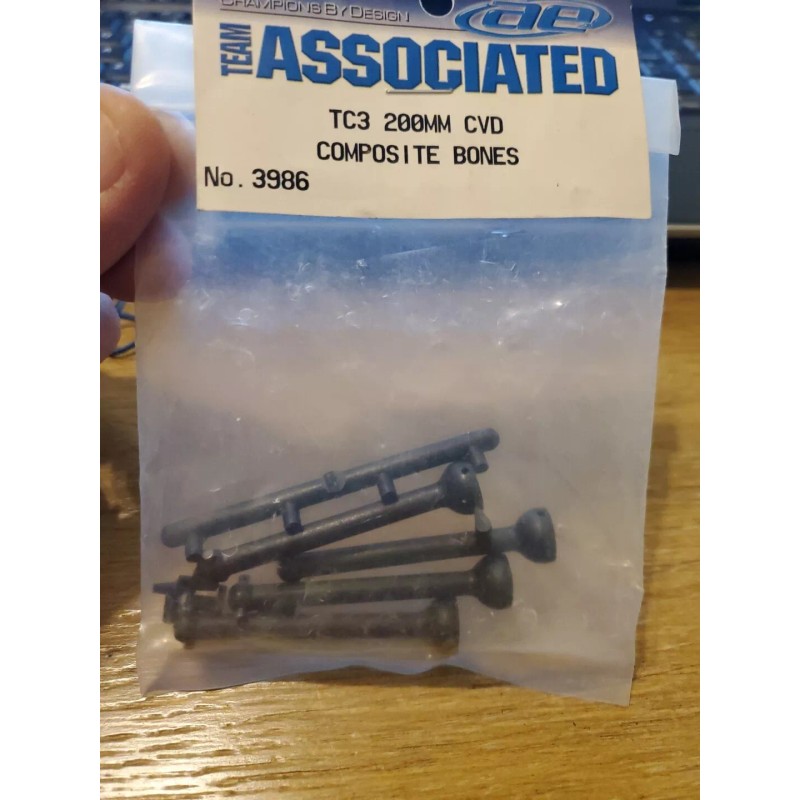 CHAMPIONS BY DESIGN
ae
TEAM
ASSOCIATED
TC3 200MM CVD
COMPOSITE BONES
No. 3986